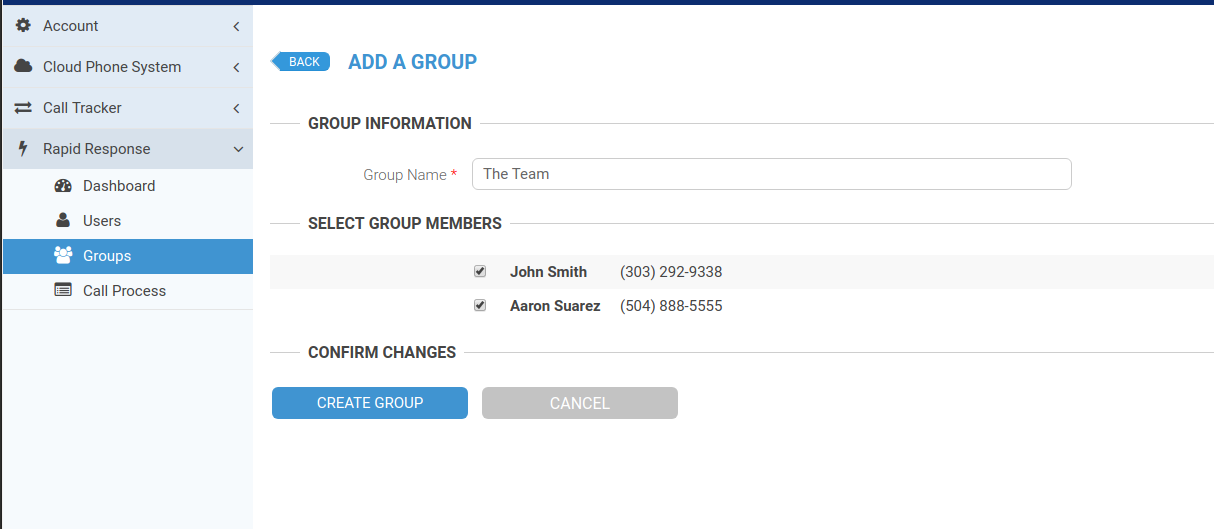 Account
Cloud Phone System
Call Tracker
Rapid Response
Dashboard
Users
Groups
Call Process
BACK ADD A GROUP
GROUP INFORMATION
Group Name * The Team
SELECT GROUP MEMBERS
John Smith (303) 292-9338
Aaron Suarez (504) 888-5555
CONFIRM CHANGES
CREATE GROUP CANCEL